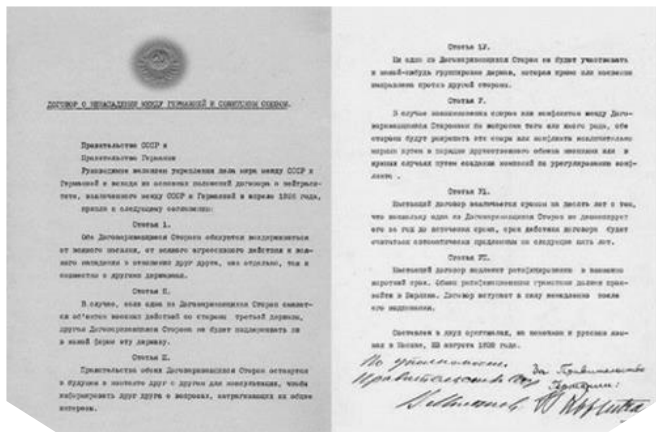 ДОГОВОР О НЕНАПАДЕНИИ МЕЖДУ ГЕРМАНИЕЙ И СОВЕТСКИМ СОЮЗОМ.
Правительство СССР и
Правительство Германии
Руководимые желанием укрепления дела мира между СССР и
Германией и исходя из основных положений договора о нейтрали-
тете, заключенного между СССР и Германией в апреле 1926 года,
пришли к следующему соглашению:
Статья I.
Обе Договаривающиеся Стороны обязуются воздерживаться
от всякого насилия, от всякого агрессивного действия и вся-
кого нападения в отношении друг друга, как отдельно, так и
совместно с другими державами.
Статья II.
В случае, если одна из Договаривающихся Сторон окажет-
ся объектом военных действий со стороны третьей державы,
другая Договаривающаяся Сторона не будет поддерживать ни
в какой форме эту державу.
Статья III.
Правительства обеих Договаривающихся Сторон останутся
в будущем в контакте друг с другом для консультации, чтобы
информировать друг друга о вопросах, затрагивающих их общие
интересы.
Статья IУ.
Ни одна из Договаривающихся Сторон не будет участвовать
в какой-нибудь группировке держав, которая прямо или косвенно
направлена против другой стороны.
Статья У.
В случае возникновения споров или конфликтов между Дого-
варивающимися Сторонами по вопросам того или иного рода, обе
стороны будут разрешать эти споры или конфликты исключительно
мирным путем в порядке дружественного обмена мнениями или в
нужных случаях путем создания комиссий по урегулированию конф-
ликта.
Статья УI.
Настоящий договор заключается сроком на десять лет с тем,
что поскольку одна из Договаривающихся Сторон не денонсирует
его за год до истечения срока, срок действия договора будет
считаться автоматически продленным на следующие пять лет.
Статья УII.
Настоящий договор подлежит ратифицированию в возможно
короткий срок. Обмен ратификационными грамотами должен прои-
зойти в Берлине. Договор вступает в силу немедленно после
его подписания.
Составлен в двух оригиналах, на немецком и русском язы-
ках в Москве, 23 августа 1939 года.
По уполномочию
Правительства СССР
В. Молотов
За Правительство
Германии: